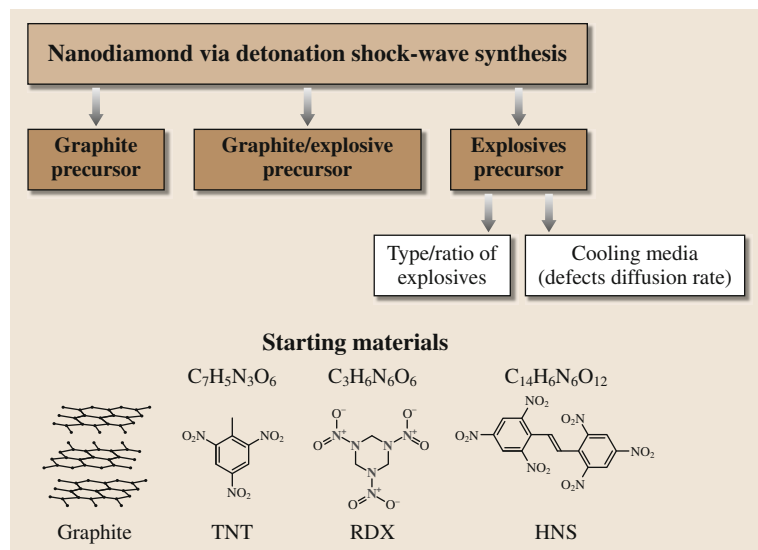 Nanodiamond via detonation shock-wave synthesis
Graphite
precursor
Graphite/explosive
precursor
Explosives
precursor
Type/ratio of
explosives
Cooling media
(defects diffusion rate)
Starting materials
C₇H₅N₃O₆
C₃H₆N₆O₆
C₁₄H₆N₆O₁₂
O₂N
NO₂
NO₂
O⁻
N⁺
O
N
N
N
O⁻
N⁺
O
N⁺
O
O⁻
NO₂
O₂N
NO₂
O₂N
NO₂
O₂N
Graphite
TNT
RDX
HNS